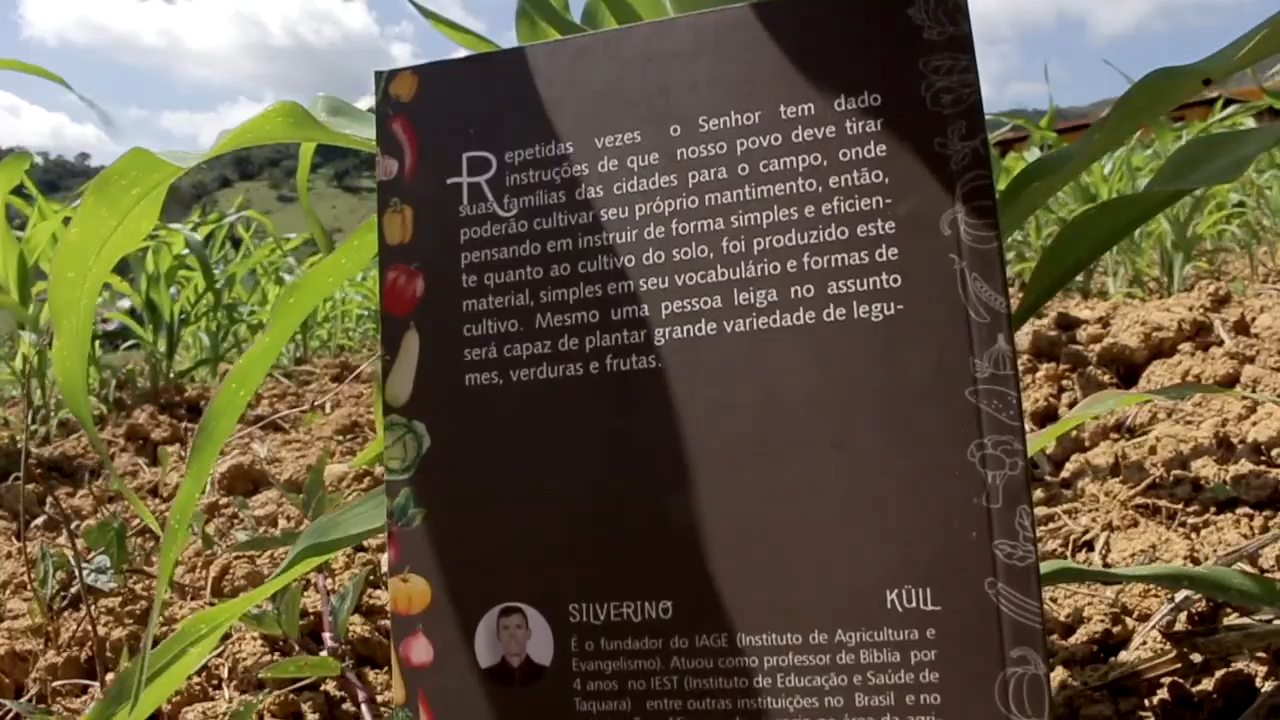 Repetidas vezes o Senhor tem dado
instruções de que nosso povo deve tirar
suas famílias das cidades para o campo, onde
poderão cultivar seu próprio mantimento, então,
pensando em instruir de forma simples e eficien-
te quanto ao cultivo do solo, foi produzido este
material, simples em seu vocabulário e formas de
cultivo. Mesmo uma pessoa leiga no assunto
será capaz de plantar grande variedade de legu-
mes, verduras e frutas.
SILVERINO KÜLL
É o fundador do IAGE (Instituto de Agricultura e
Evangelismo). Atuou como professor de Bíblia por
4 anos no IEST (Instituto de Educação e Saúde de
Taquara) entre outras instituições no Brasil e no